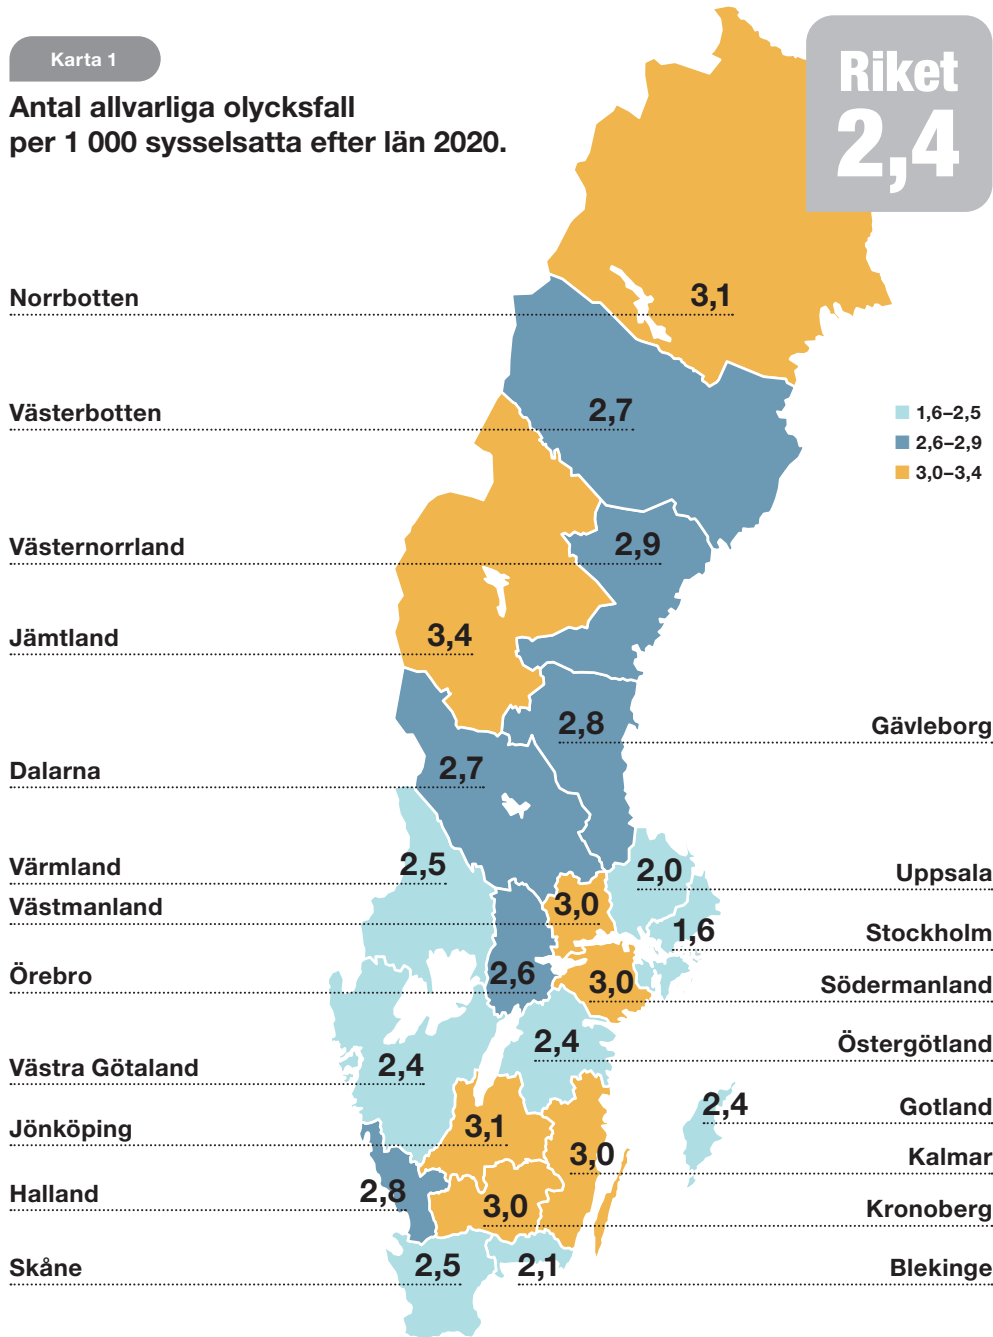 Karta 1
Antal allvarliga olycksfall
per 1 000 sysselsatta efter län 2020.
Riket
2,4
Norrbotten
3,1
Västerbotten
2,7
1,6–2,5
2,6–2,9
3,0–3,4
Västernorrland
2,9
Jämtland
3,4
2,8
Gävleborg
Dalarna
2,7
Värmland
2,5
2,0
Uppsala
Västmanland
3,0
1,6
Stockholm
Örebro
2,6
3,0
Södermanland
2,4
Östergötland
Västra Götaland
2,4
2,4
Gotland
Jönköping
3,1
3,0
Kalmar
Halland
2,8
3,0
Kronoberg
Skåne
2,5
2,1
Blekinge